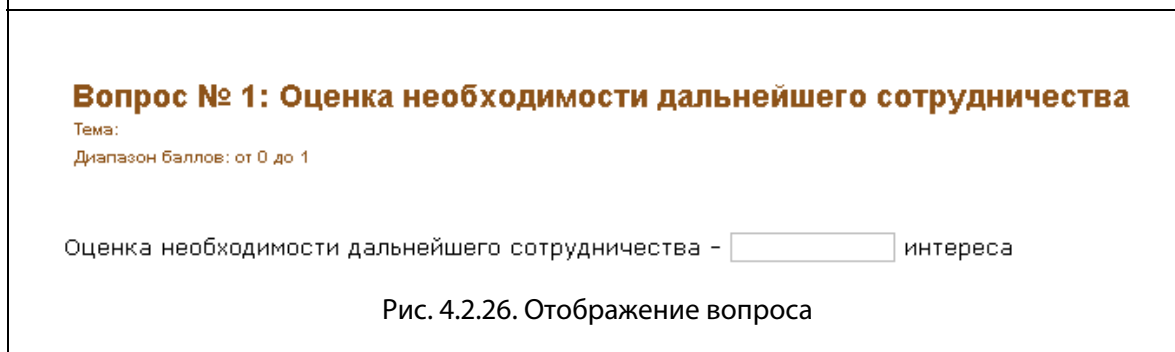 Вопрос № 1: Оценка необходимости дальнейшего сотрудничества
Тема:
Диапазон баллов: от 0 до 1
Оценка необходимости дальнейшего сотрудничества - интереса
Рис. 4.2.26. Отображение вопроса